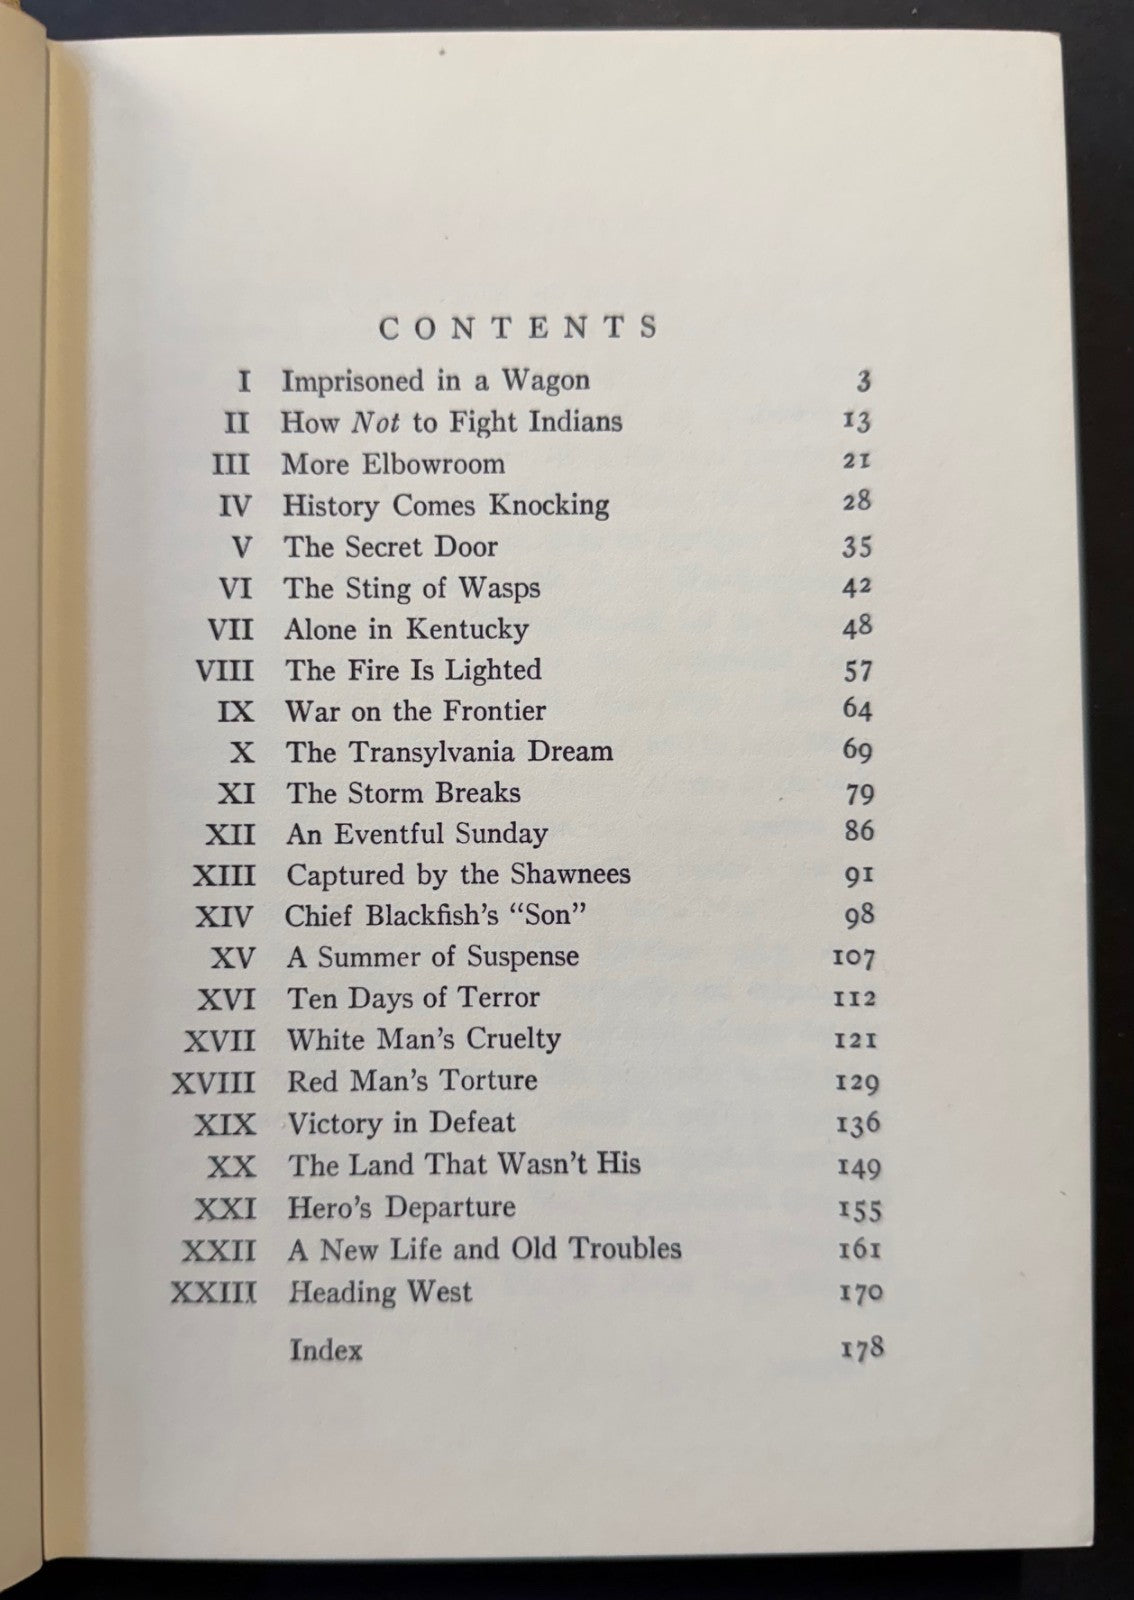 CONTENTS
I Imprisoned in a Wagon 3
II How Not to Fight Indians 13
III More Elbowroom 21
IV History Comes Knocking 28
V The Secret Door 35
VI The Sting of Wasps 42
VII Alone in Kentucky 48
VIII The Fire Is Lighted 57
IX War on the Frontier 64
X The Transylvania Dream 69
XI The Storm Breaks 79
XII An Eventful Sunday 86
XIII Captured by the Shawnees 91
XIV Chief Blackfish's “Son” 98
XV A Summer of Suspense 107
XVI Ten Days of Terror 112
XVII White Man's Cruelty 121
XVIII Red Man's Torture 129
XIX Victory in Defeat 136
XX The Land That Wasn't His 149
XXI Hero's Departure 155
XXII A New Life and Old Troubles 161
XXIII Heading West 170
Index 178